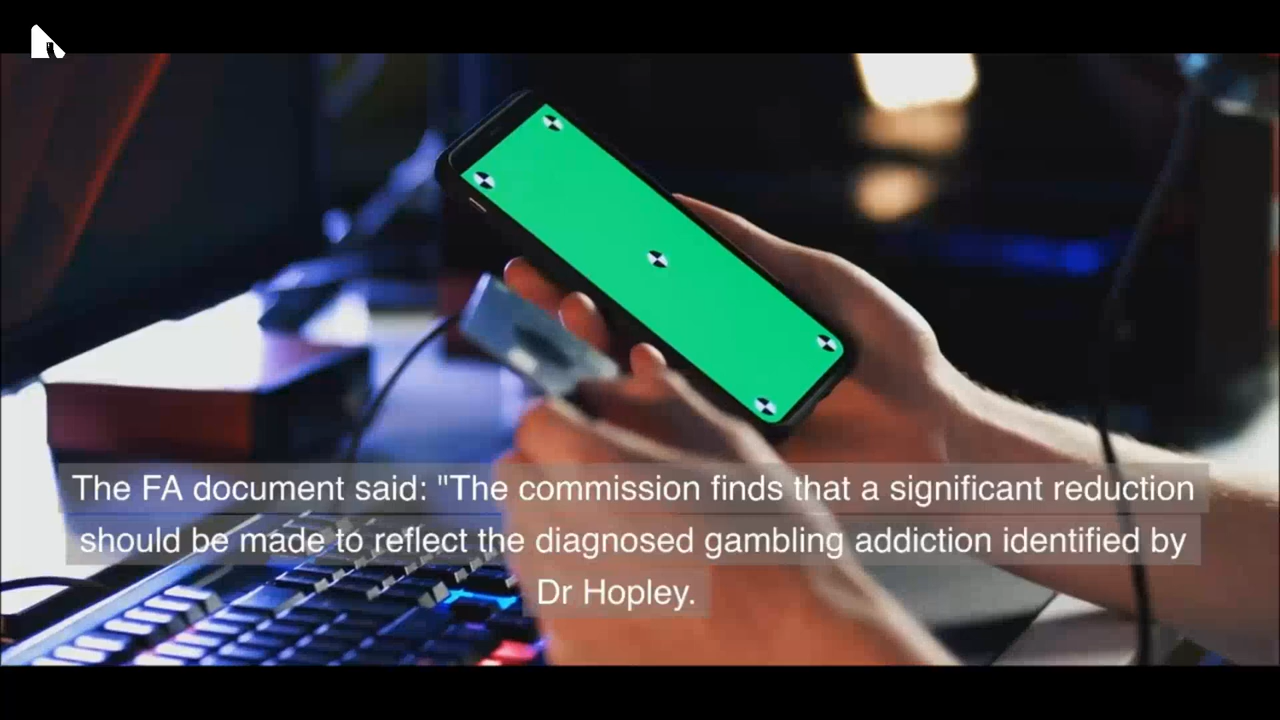 The FA document said: "The commission finds that a significant reduction
should be made to reflect the diagnosed gambling addiction identified by
Dr Hopley.